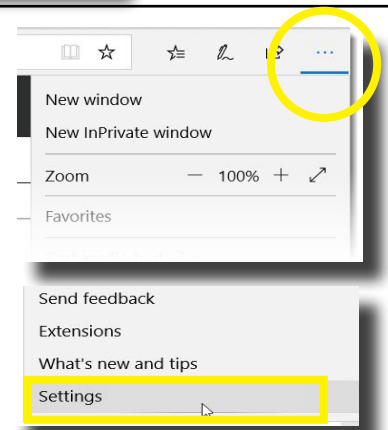 New window
New InPrivate window
Zoom — 100% +
Favorites
Send feedback
Extensions
What's new and tips
Settings